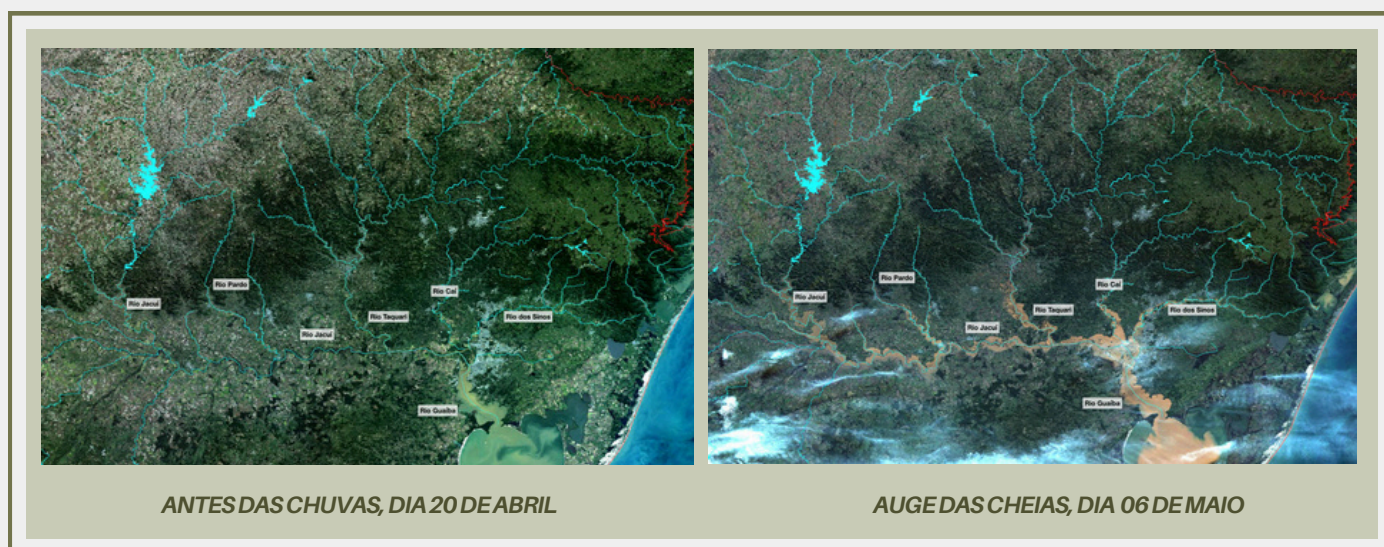 Rio Pardo
Rio Jacuí
Rio Caí
Rio Taquari
Rio dos Sinos
Rio Jacuí
Rio Guaíba
ANTES DAS CHUVAS, DIA 20 DE ABRIL
Rio Pardo
Rio Caí
Rio Jacuí
Rio Taquari
Rio dos Sinos
Rio Jacuí
Rio Guaíba
AUGE DAS CHEIAS, DIA 06 DE MAIO